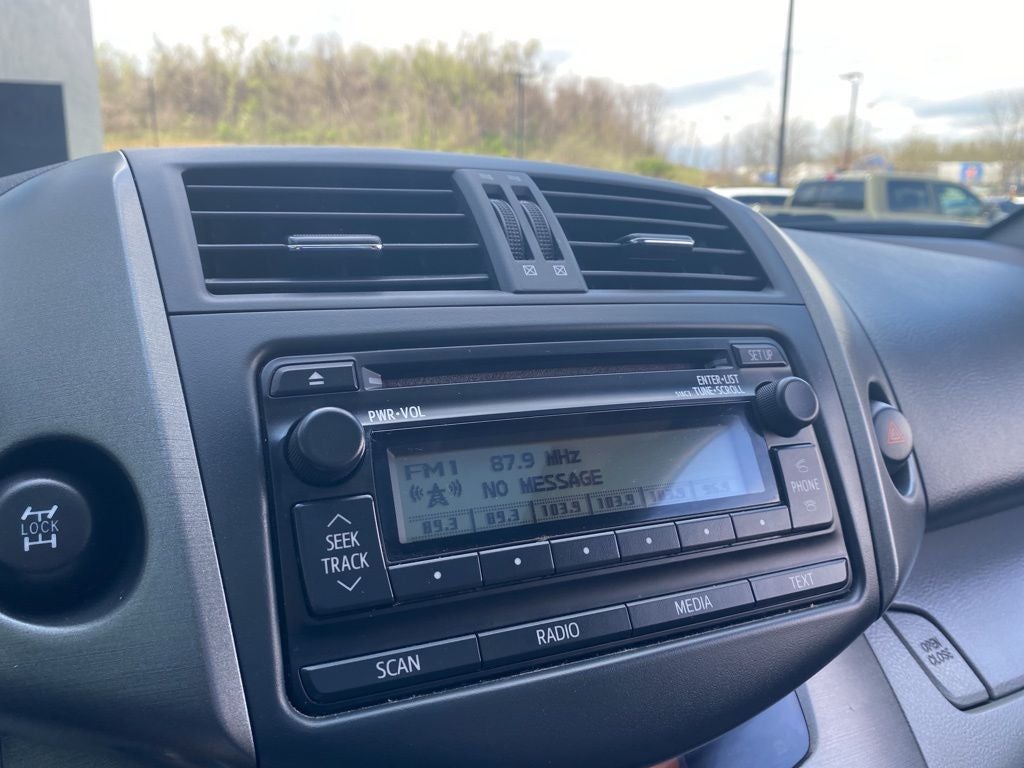 SET UP
ENTER•LIST
TUNE•SCROLL
PWR•VOL
FM1 87.9 MHz
NO MESSAGE
89.3 89.3 103.9 103.9
PHONE
LOCK
SEEK
TRACK
SCAN RADIO MEDIA TEXT
OPEN
CLOSE